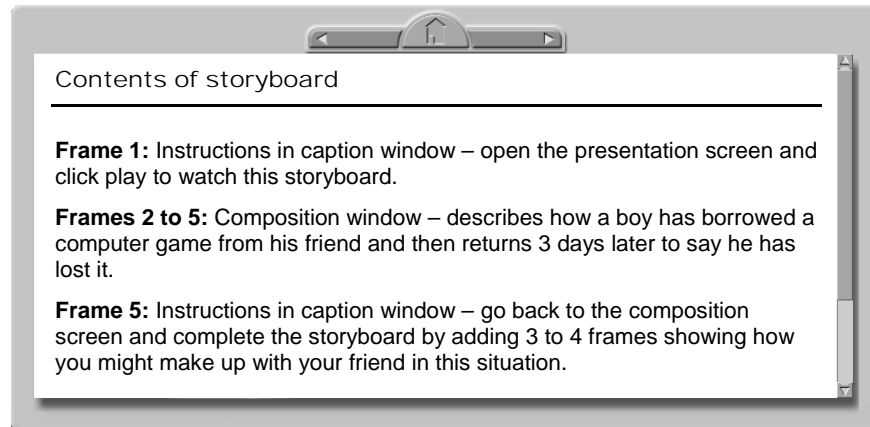 Contents of storyboard
Frame 1: Instructions in caption window – open the presentation screen and
click play to watch this storyboard.
Frames 2 to 5: Composition window – describes how a boy has borrowed a
computer game from his friend and then returns 3 days later to say he has
lost it.
Frame 5: Instructions in caption window – go back to the composition
screen and complete the storyboard by adding 3 to 4 frames showing how
you might make up with your friend in this situation.